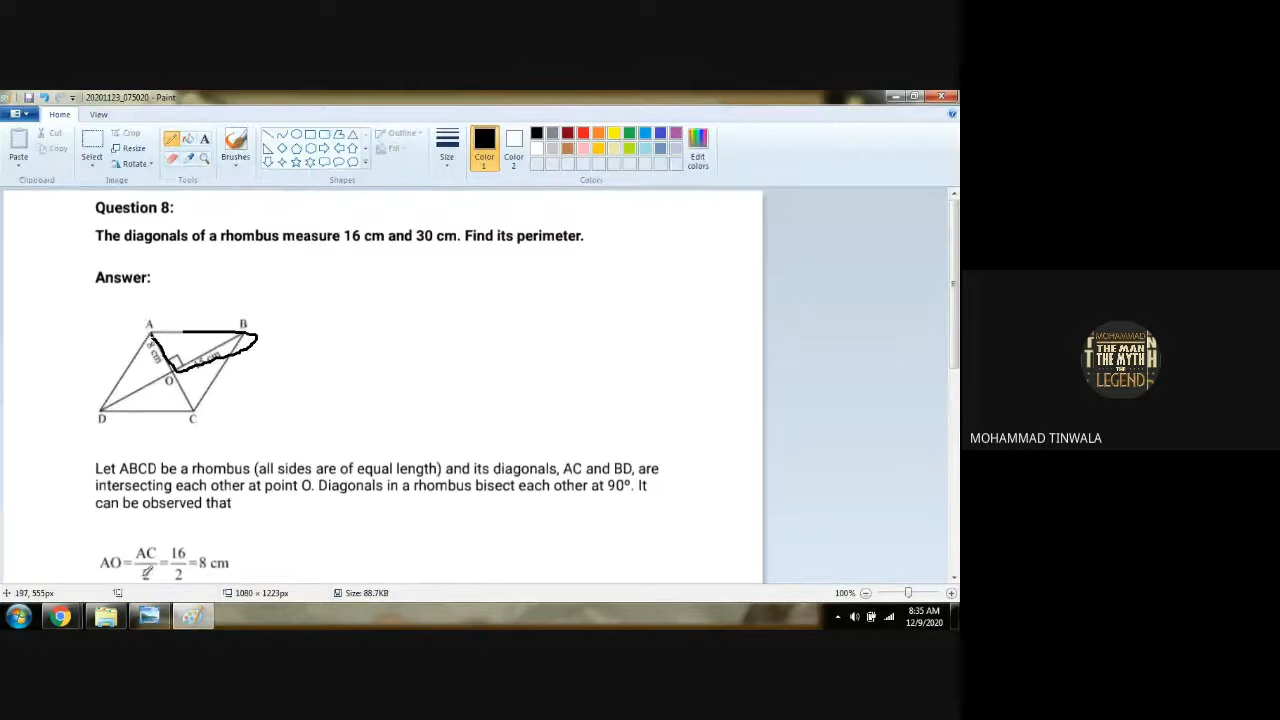 20201123_075020 - Paint
Home
View
Paste
Cut
Copy
Clipboard
Select
Crop
Resize
Rotate
Image
A
Tools
Brushes
Shapes
Outline
Fill
Size
Color 1
Color 2
Edit colors
Colors
Question 8:
The diagonals of a rhombus measure 16 cm and 30 cm. Find its perimeter.
Answer:
A
B
8 cm
15 cm
O
D
C
Let ABCD be a rhombus (all sides are of equal length) and its diagonals, AC and BD, are
intersecting each other at point O. Diagonals in a rhombus bisect each other at 90º. It
can be observed that
AO = AC/2 = 16/2 = 8 cm
MOHAMMAD
THE MAN
THE MYTH
THE
LEGEND
MOHAMMAD TINWALA
197, 555px
1080 × 1223px
Size: 88.7KB
100%
8:35 AM
12/9/2020